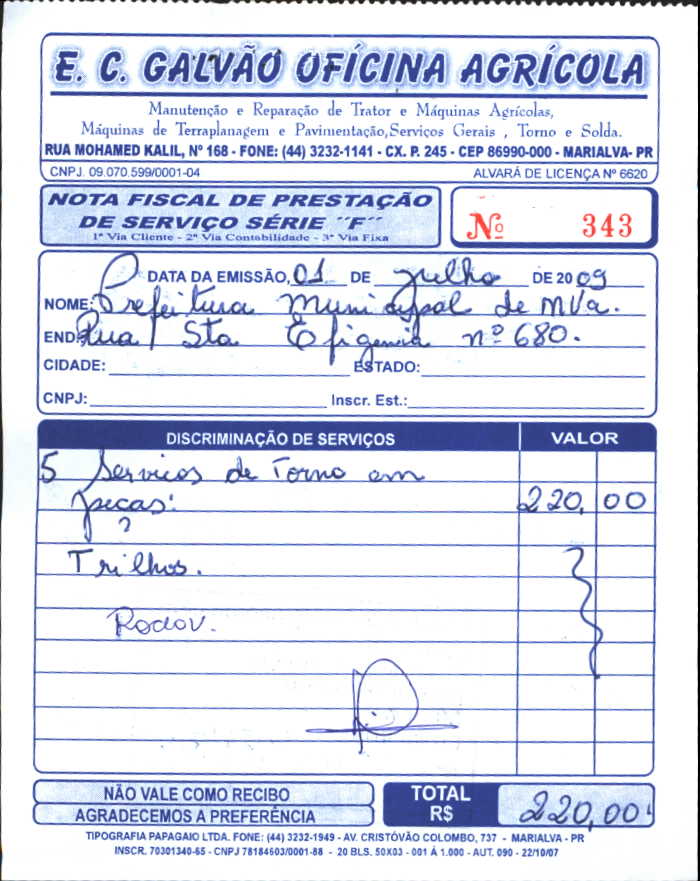 E. C. GALVÃO OFÍCINA AGRÍCOLA
Manutenção e Reparação de Trator e Máquinas Agrícolas,
Máquinas de Terraplanagem e Pavimentação,Serviços Gerais , Torno e Solda.
RUA MOHAMED KALIL, Nº 168 - FONE: (44) 3232-1141 - CX. P. 245 - CEP 86990-000 - MARIALVA- PR
CNPJ. 09.070.599/0001-04 ALVARÁ DE LICENÇA Nº 6620
NOTA FISCAL DE PRESTAÇÃO
DE SERVIÇO SÉRIE ´´F´´
1ª Via Cliente - 2ª Via Contabilidade - 3ª Via Fixa
Nº 343
DATA DA EMISSÃO, 01 DE julho DE 2009
NOME: Prefeitura Municipal de MVa.
END: Rua Sta Efigenia nº 680.
CIDADE: ESTADO:
CNPJ: Inscr. Est.:
DISCRIMINAÇÃO DE SERVIÇOS VALOR
5 Servicos de Torno em
pecas: 220,00
?
Trilhos.
Rodov.
NÃO VALE COMO RECIBO
AGRADECEMOS A PREFERÊNCIA
TOTAL
R$ 220,00
TIPOGRAFIA PAPAGAIO LTDA. FONE: (44) 3232-1949 - AV. CRISTÓVÃO COLOMBO, 737 - MARIALVA - PR
INSCR. 70301340-65 - CNPJ 78184603/0001-88 - 20 BLS. 50X03 - 001 Á 1.000 - AUT. 090 - 22/10/07